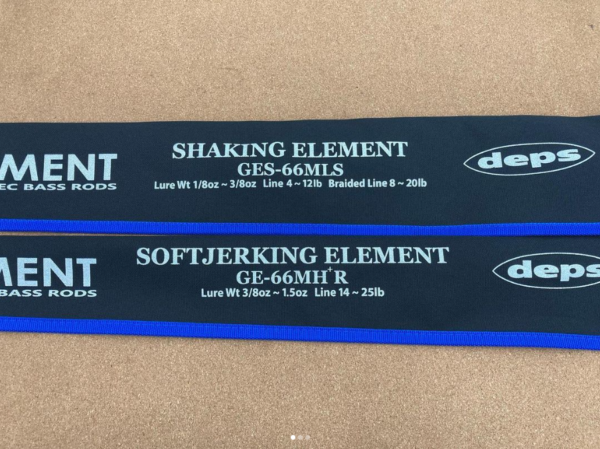 MENT
EC BASS RODS
SHAKING ELEMENT
GES-66MLS
Lure Wt 1/8oz ~ 3/8oz Line 4 ~ 12lb Braided Line 8 ~ 20lb
deps
MENT
BASS RODS
SOFTJERKING ELEMENT
GE-66MH⁺R
Lure Wt 3/8oz ~ 1.5oz Line 14 ~ 25lb
deps